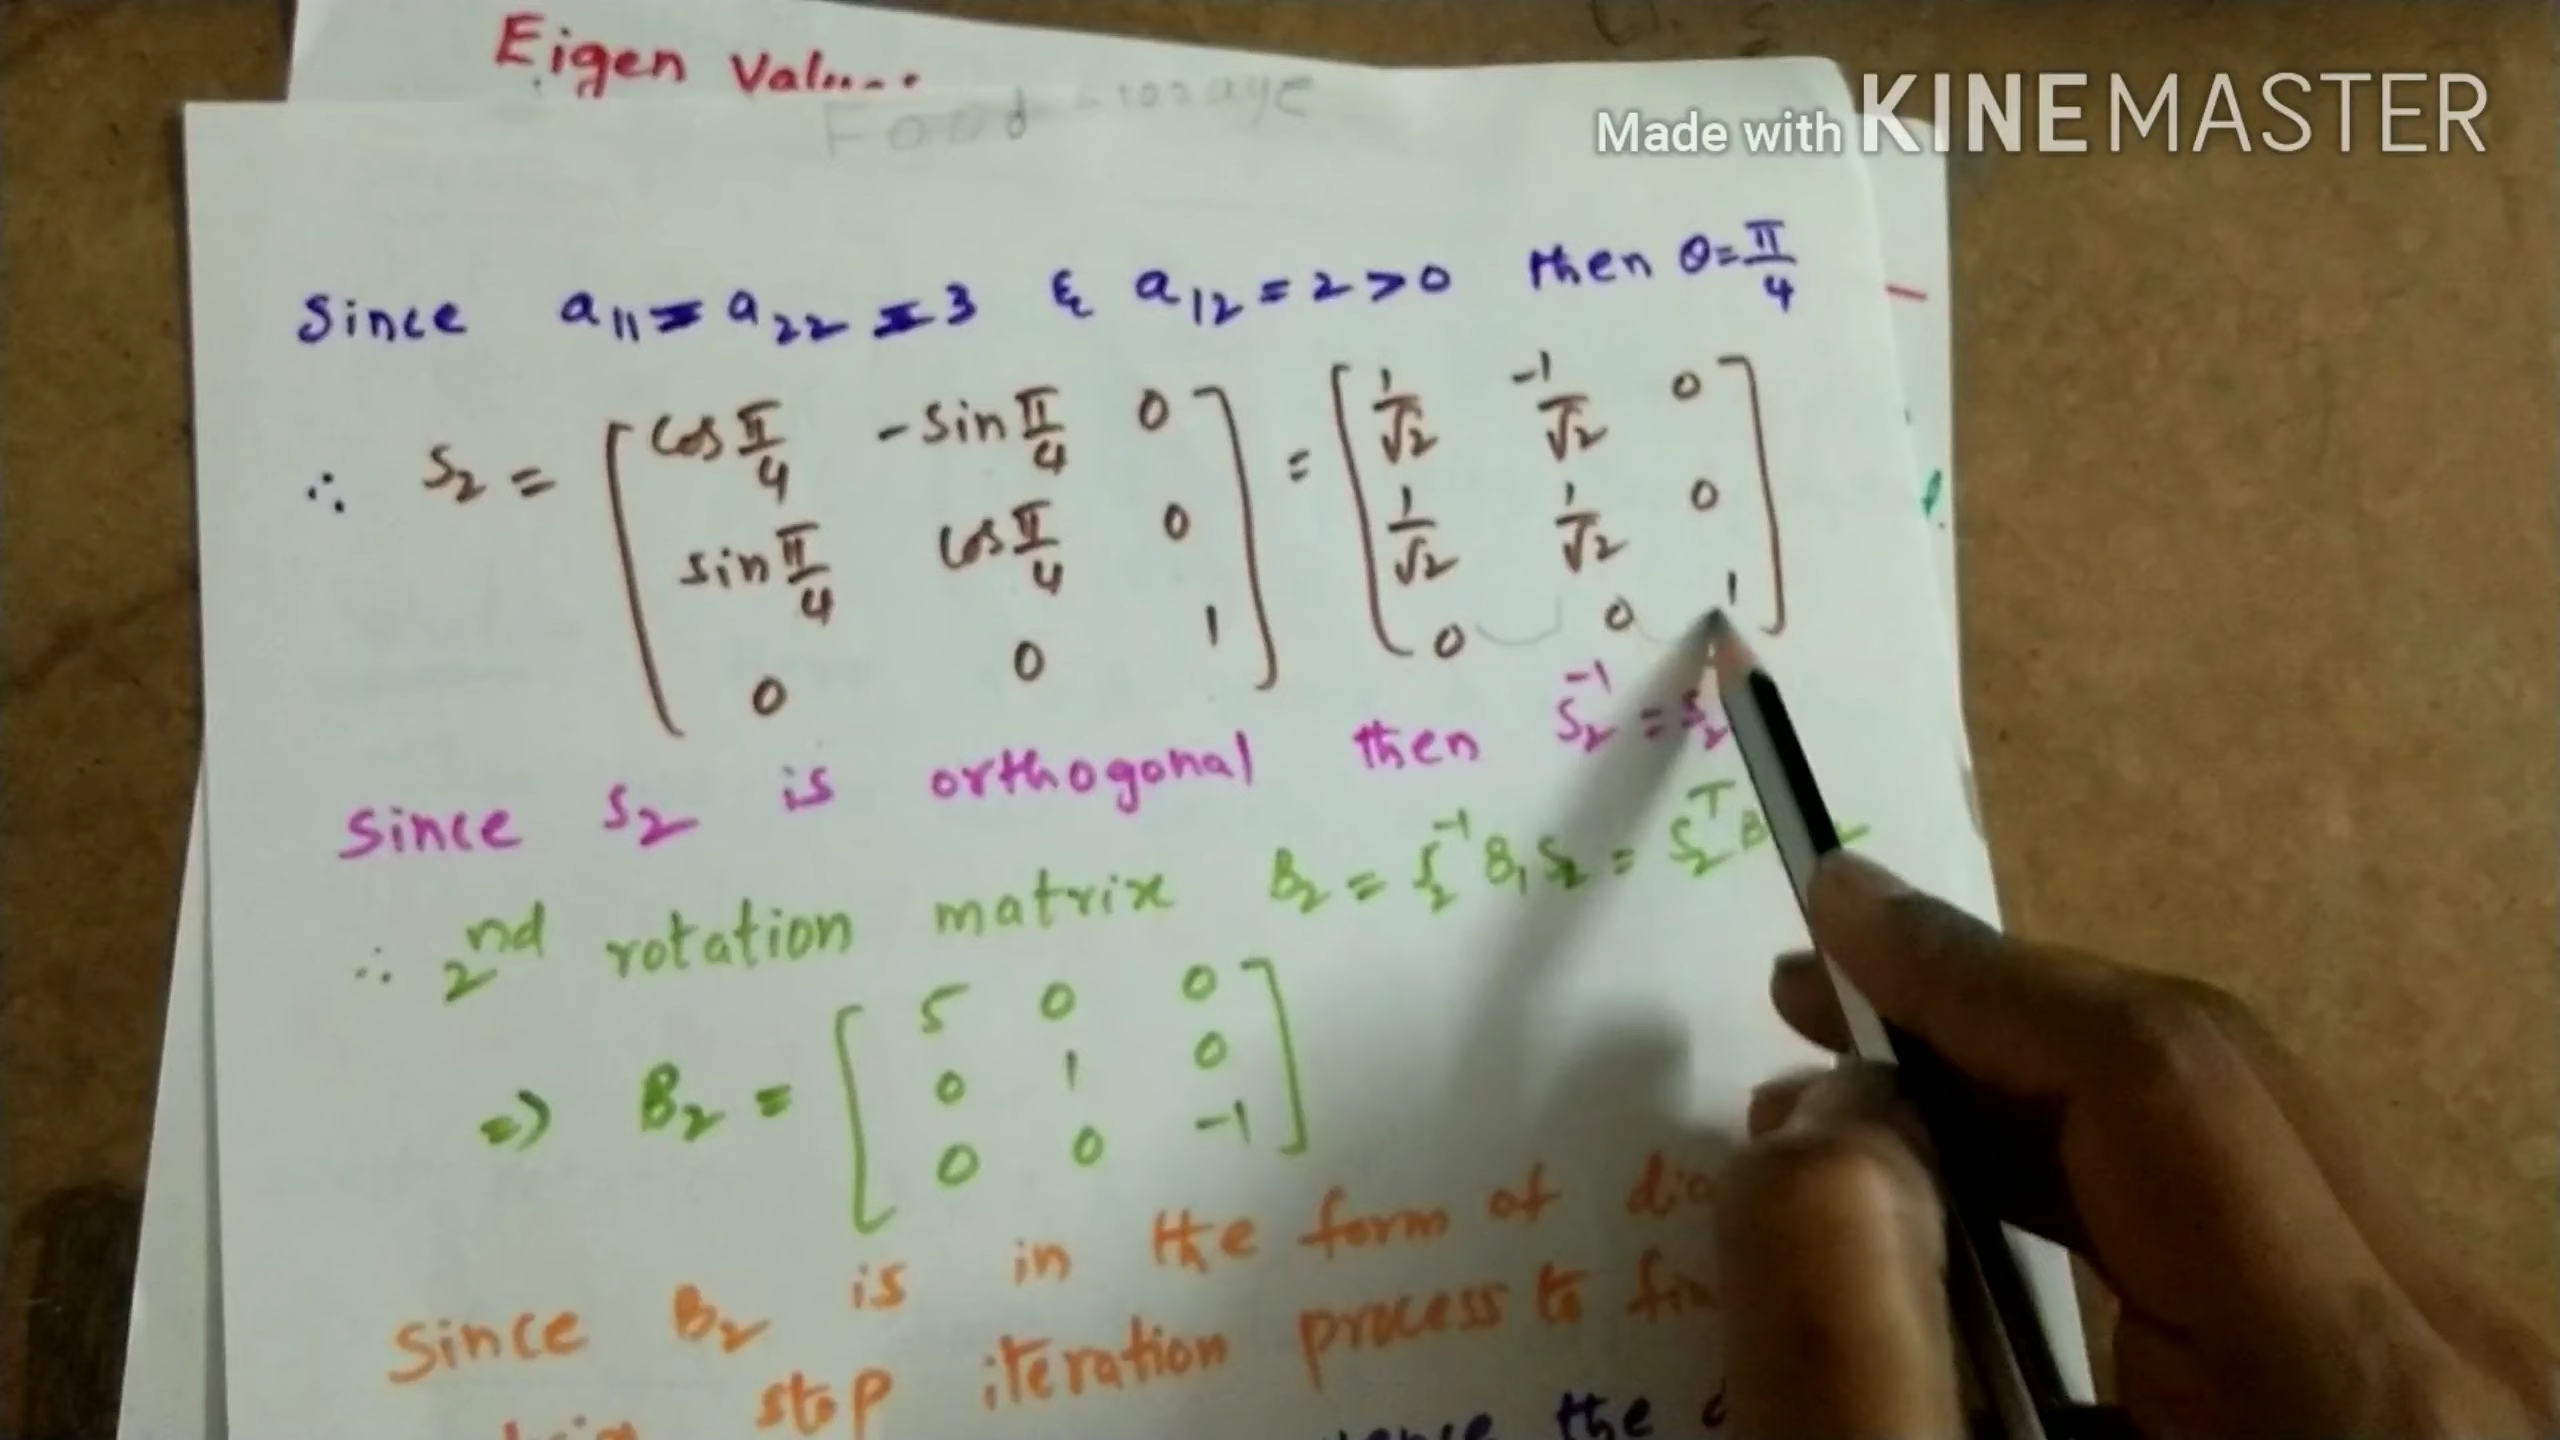 Eigen Val....
Food
Made with KINEMASTER
Since a₁₁ = a₂₂ = 3 & a₁₂ = 2 > 0 then θ = π/4
∴ S₂ = [ cos π/4 -sin π/4 0 ] = [ 1/√2 -1/√2 0 ]
[ sin π/4 cos π/4 0 ] [ 1/√2 1/√2 0 ]
[ 0 0 1 ] [ 0 0 1 ]
Since S₂ is orthogonal then S₂⁻¹ = S₂
∴ 2nd rotation matrix B₂ = S₂⁻¹ B₁ S₂ = S₂ᵀ B
=> B₂ = [ 5 0 0 ]
[ 0 1 0 ]
[ 0 0 -1 ]
Since B₂ is in the form of
stop iteration process to
the